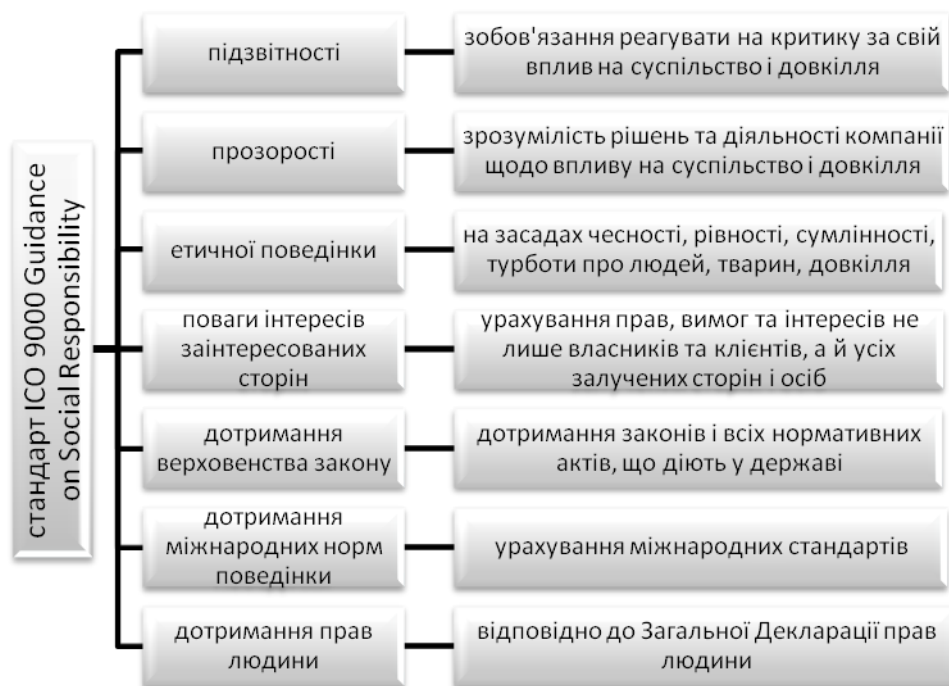 стандарт ІСО 9000 Guidance
on Social Responsibility
підзвітності
зобов'язання реагувати на критику за свій
вплив на суспільство і довкілля
прозорості
зрозумілість рішень та діяльності компанії
щодо впливу на суспільство і довкілля
етичної поведінки
на засадах чесності, рівності, сумлінності,
турботи про людей, тварин, довкілля
поваги інтересів
заінтересованих
сторін
урахування прав, вимог та інтересів не
лише власників та клієнтів, а й усіх
залучених сторін і осіб
дотримання
верховенства закону
дотримання законів і всіх нормативних
актів, що діють у державі
дотримання
міжнародних норм
поведінки
урахування міжнародних стандартів
дотримання прав
людини
відповідно до Загальної Декларації прав
людини